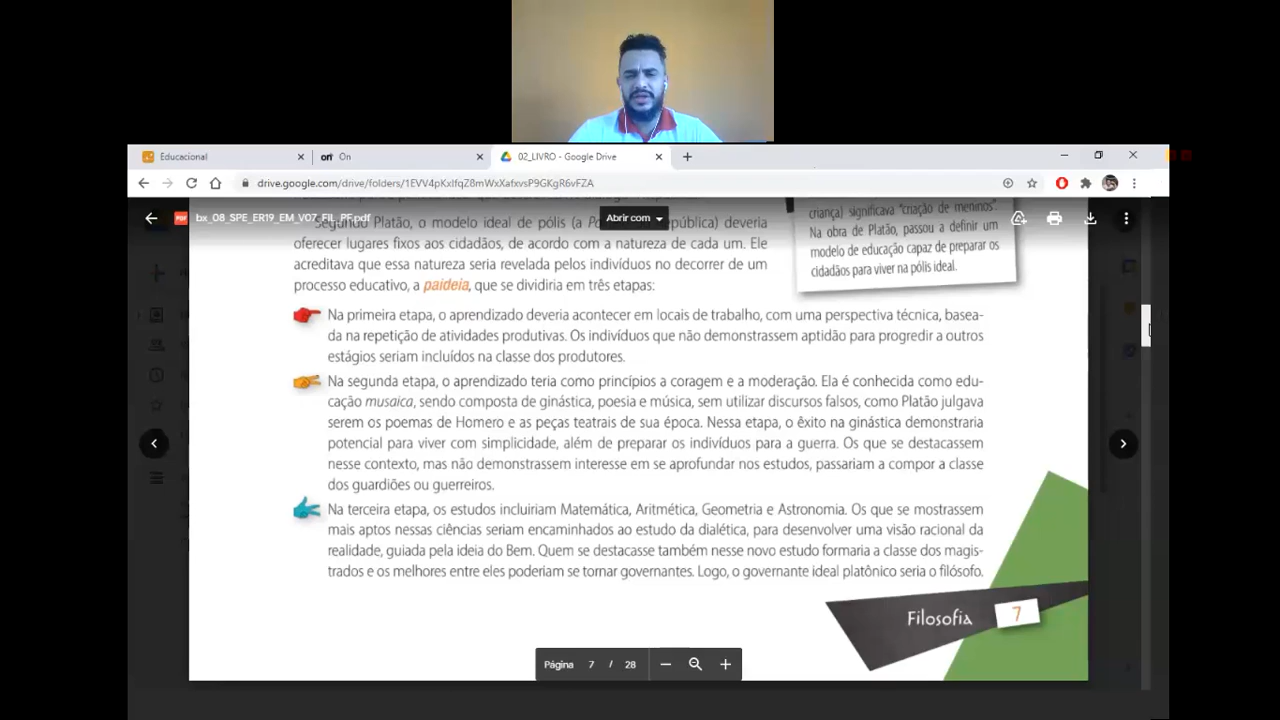 Educacional
On
02_LIVRO - Google Drive
drive.google.com/drive/folders/1EVV4pKxIfqZ8mWxXafxvsP9GKgR6vFZA
bx_08_SPE_ER19_EM_V07_FIL_PF.pdf
Abrir com
Segundo Platão, o modelo ideal de pólis (a República) deveria
oferecer lugares fixos aos cidadãos, de acordo com a natureza de cada um. Ele
acreditava que essa natureza seria revelada pelos indivíduos no decorrer de um
processo educativo, a paideia, que se dividiria em três etapas:
criança) significava “criação de meninos”.
Na obra de Platão, passou a definir um
modelo de educação capaz de preparar os
cidadãos para viver na pólis ideal.
Na primeira etapa, o aprendizado deveria acontecer em locais de trabalho, com uma perspectiva técnica, basea-
da na repetição de atividades produtivas. Os indivíduos que não demonstrassem aptidão para progredir a outros
estágios seriam incluídos na classe dos produtores.
Na segunda etapa, o aprendizado teria como princípios a coragem e a moderação. Ela é conhecida como edu-
cação musaica, sendo composta de ginástica, poesia e música, sem utilizar discursos falsos, como Platão julgava
serem os poemas de Homero e as peças teatrais de sua época. Nessa etapa, o êxito na ginástica demonstraria
potencial para viver com simplicidade, além de preparar os indivíduos para a guerra. Os que se destacassem
nesse contexto, mas não demonstrassem interesse em se aprofundar nos estudos, passariam a compor a classe
dos guardiões ou guerreiros.
Na terceira etapa, os estudos incluiriam Matemática, Aritmética, Geometria e Astronomia. Os que se mostrassem
mais aptos nessas ciências seriam encaminhados ao estudo da dialética, para desenvolver uma visão racional da
realidade, guiada pela ideia do Bem. Quem se destacasse também nesse novo estudo formaria a classe dos magis-
trados e os melhores entre eles poderiam se tornar governantes. Logo, o governante ideal platônico seria o filósofo.
Filosofia 7
Página 7 / 28